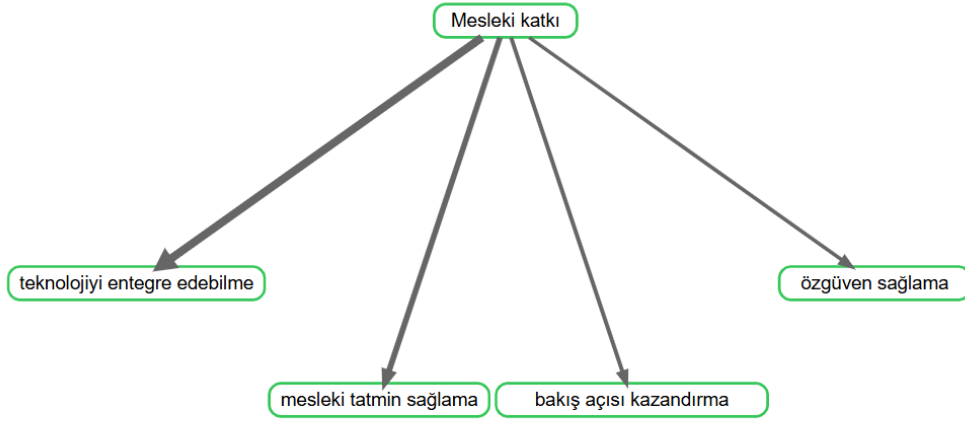 Mesleki katkı
teknolojiyi entegre edebilme
özgüven sağlama
mesleki tatmin sağlama
bakış açısı kazandırma